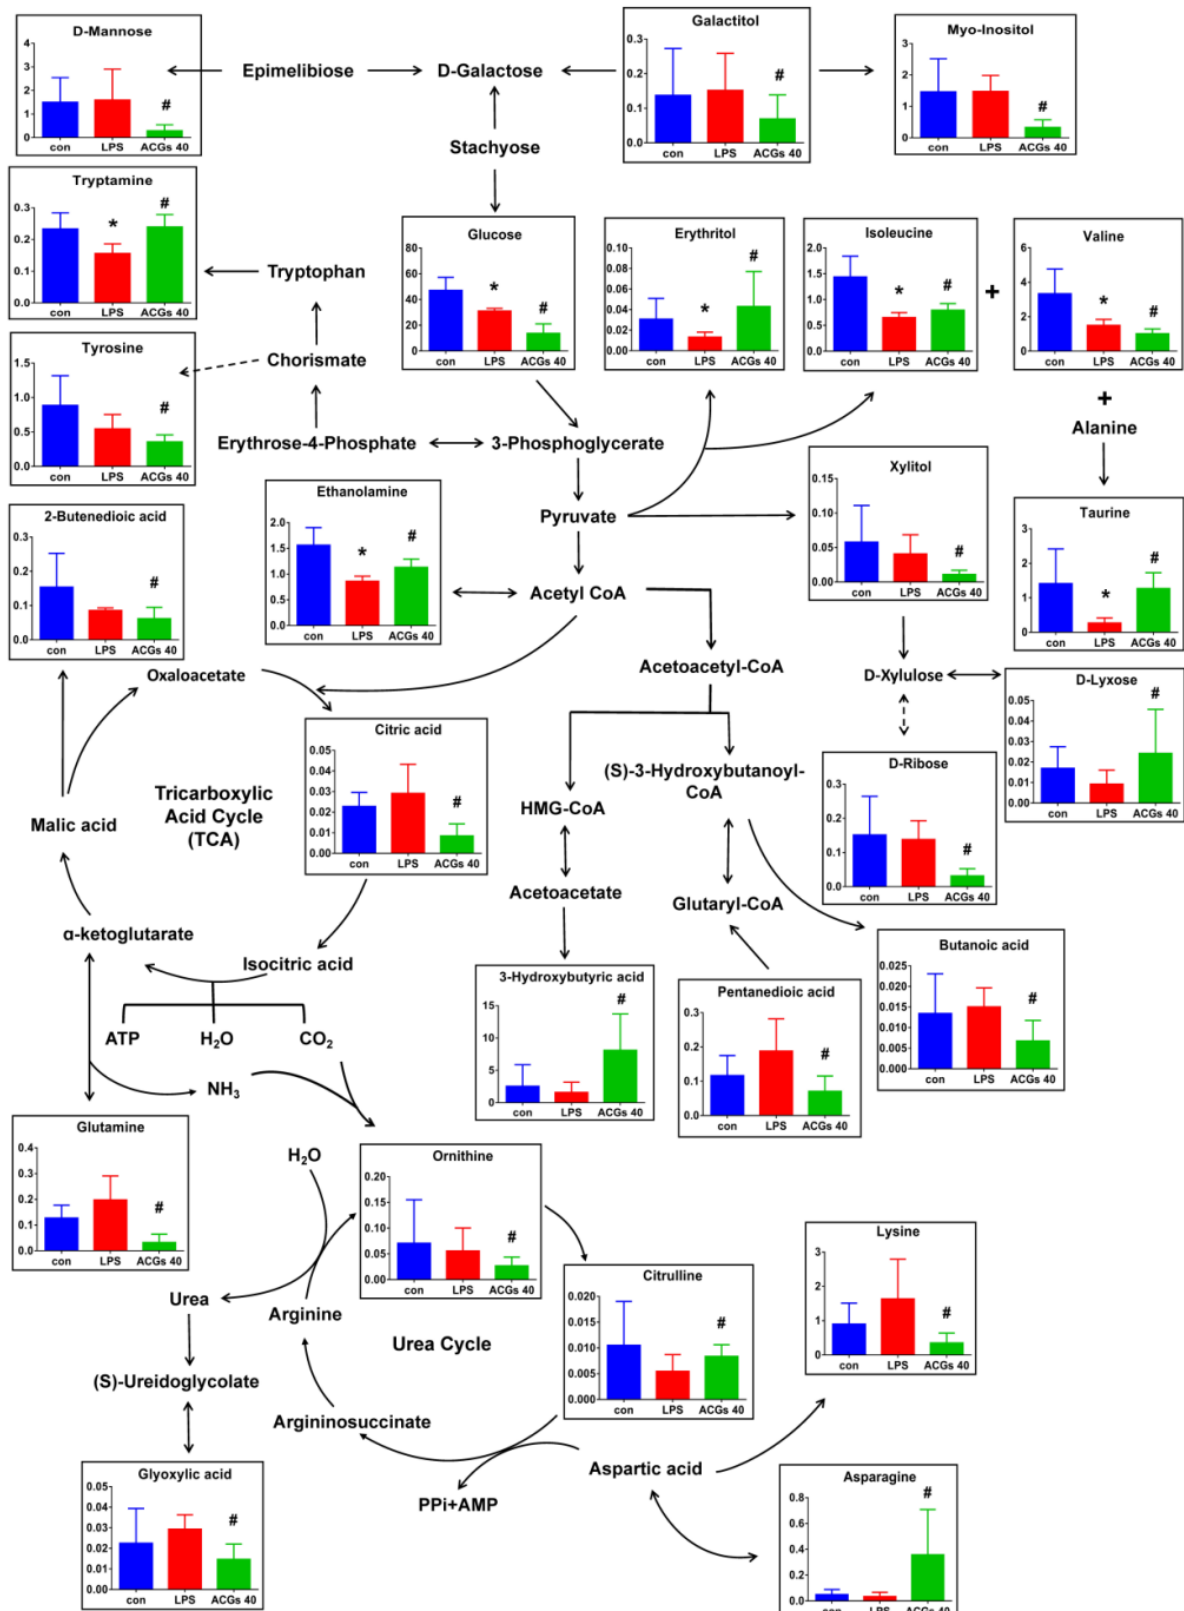 D-Mannose
4
3
2
1
0
#
con LPS ACGs 40
Epimelibiose
D-Galactose
Galactitol
0.3
0.2
0.1
0.0
#
con LPS ACGs 40
Myo-Inositol
3
2
1
0
#
con LPS ACGs 40
Stachyose
Tryptamine
0.3
0.2
0.1
0.0
* #
con LPS ACGs 40
Tryptophan
Glucose
80
60
40
20
0
* #
con LPS ACGs 40
Erythritol
0.10
0.08
0.06
0.04
0.02
0.00
* #
con LPS ACGs 40
Isoleucine
2.0
1.5
1.0
0.5
0.0
* #
con LPS ACGs 40
+
Valine
6
4
2
0
* #
con LPS ACGs 40
+
Alanine
Tyrosine
1.5
1.0
0.5
0.0
#
con LPS ACGs 40
Chorismate
Erythrose-4-Phosphate
3-Phosphoglycerate
Pyruvate
Ethanolamine
2.0
1.5
1.0
0.5
0.0
* #
con LPS ACGs 40
Xylitol
0.15
0.10
0.05
0.00
#
con LPS ACGs 40
Taurine
3
2
1
0
* #
con LPS ACGs 40
2-Butenedioic acid
0.3
0.2
0.1
0.0
#
con LPS ACGs 40
Acetyl CoA
Acetoacetyl-CoA
Oxaloacetate
D-Xylulose
D-Lyxose
0.05
0.04
0.03
0.02
0.01
0.00
#
con LPS ACGs 40
Citric acid
0.05
0.04
0.03
0.02
0.01
0.00
#
con LPS ACGs 40
Tricarboxylic
Acid Cycle
(TCA)
Malic acid
HMG-CoA
(S)-3-Hydroxybutanoyl-
CoA
D-Ribose
0.3
0.2
0.1
0.0
#
con LPS ACGs 40
Acetoacetate
Glutaryl-CoA
α-ketoglutarate
Isocitric acid
ATP H₂O CO₂
NH₃
3-Hydroxybutyric acid
15
10
5
0
#
con LPS ACGs 40
Pentanedioic acid
0.3
0.2
0.1
0.0
#
con LPS ACGs 40
Butanoic acid
0.025
0.020
0.015
0.010
0.005
0.000
#
con LPS ACGs 40
Glutamine
0.4
0.3
0.2
0.1
0.0
#
con LPS ACGs 40
H₂O
Ornithine
0.20
0.15
0.10
0.05
0.00
#
con LPS ACGs 40
Urea
Arginine
Urea Cycle
Citrulline
0.020
0.015
0.010
0.005
0.000
#
con LPS ACGs 40
Lysine
3
2
1
0
#
con LPS ACGs 40
(S)-Ureidoglycolate
Argininosuccinate
Aspartic acid
PPi+AMP
Glyoxylic acid
0.05
0.04
0.03
0.02
0.01
0.00
#
con LPS ACGs 40
Asparagine
0.8
0.6
0.4
0.2
0.0
#
con LPS ACGs 40